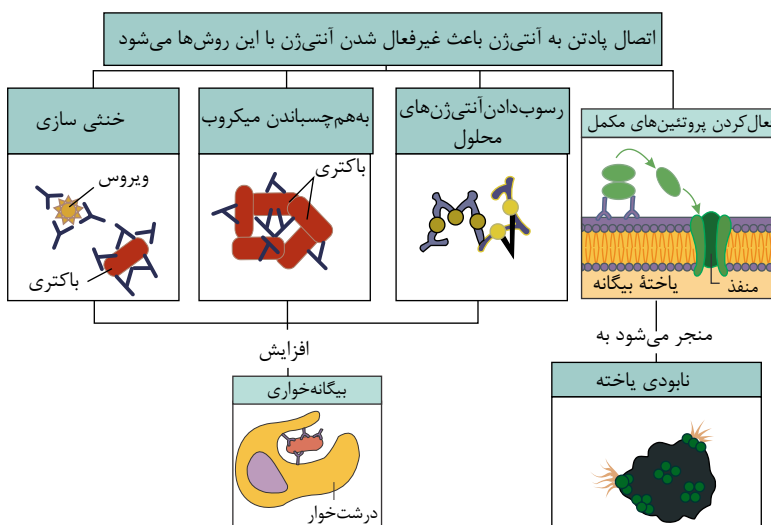 اتصال پادتن به آنتی‌ژن باعث غیرفعال شدن آنتی‌ژن با این روش‌ها می‌شود
فعال‌کردن پروتئین‌های مکمل
یاختهٔ بیگانه
منفذ
رسوب‌دادن‌آنتی‌ژن‌های
محلول
به‌هم‌چسباندن میکروب
باکتری
خنثی سازی
ویروس
باکتری
منجر می‌شود به
نابودی یاخته
افزایش
بیگانه‌خواری
درشت‌خوار